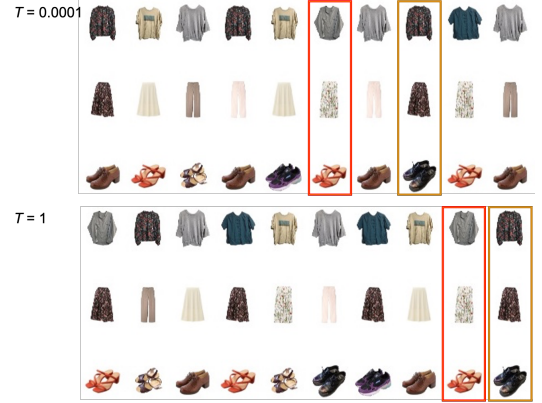 T = 0.0001
T = 1